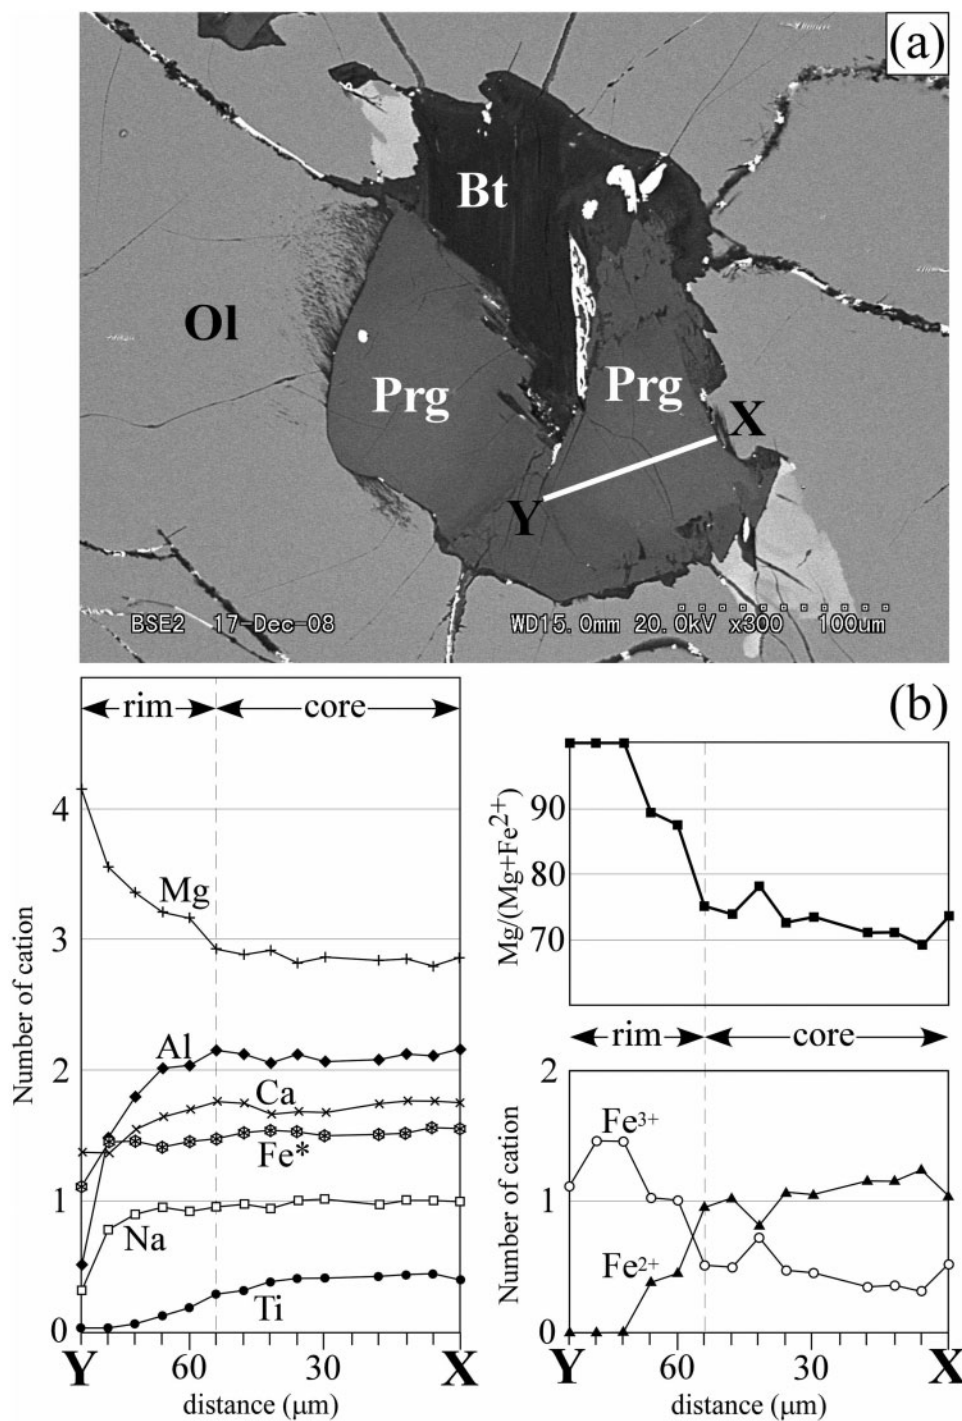 (a)
Bt
Ol
Prg
Prg
X
Y
BSE2 17-Dec-08 WD15.0mm 20.0kV x300 100um
(b)
rim core
4
3
2
1
0
Number of cation
Mg
Al
Ca
Fe*
Na
Ti
Y 60 30 X
distance (μm)
90
80
70
Mg/(Mg+Fe2+)
rim core
2
1
0
Number of cation
Fe3+
Fe2+
Y 60 30 X
distance (μm)